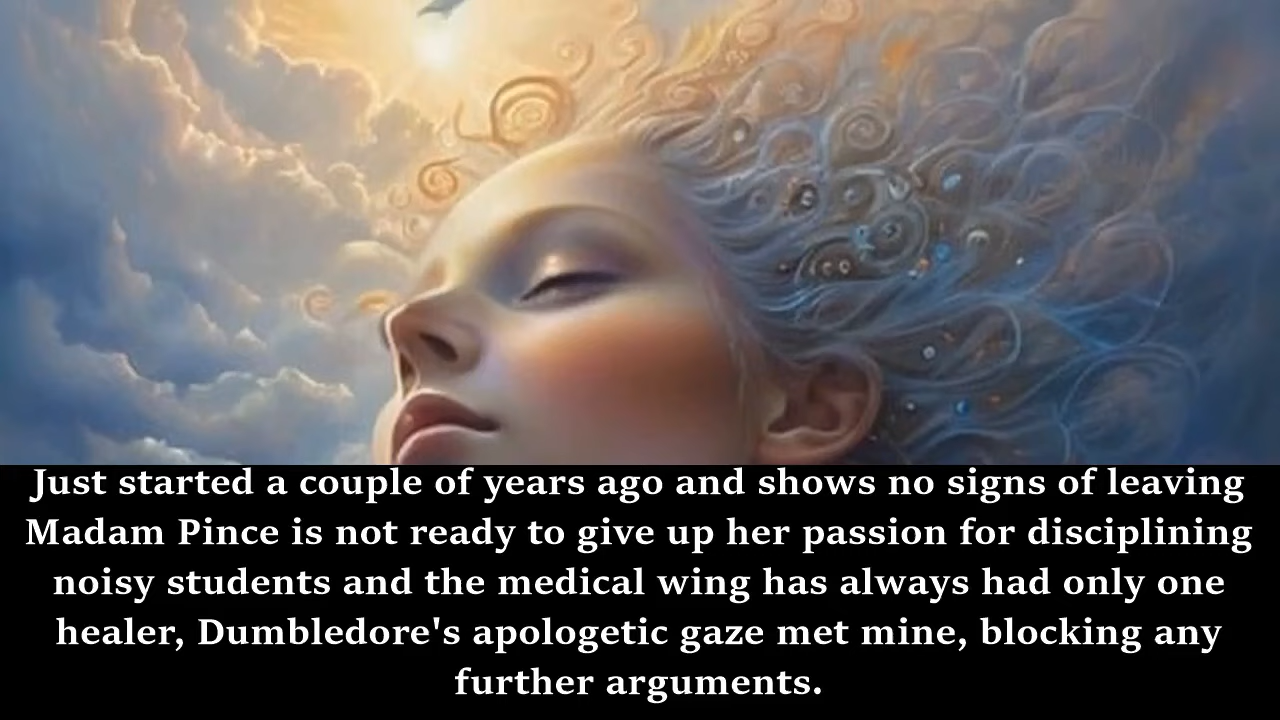 Just started a couple of years ago and shows no signs of leaving
Madam Pince is not ready to give up her passion for disciplining
noisy students and the medical wing has always had only one
healer, Dumbledore's apologetic gaze met mine, blocking any
further arguments.